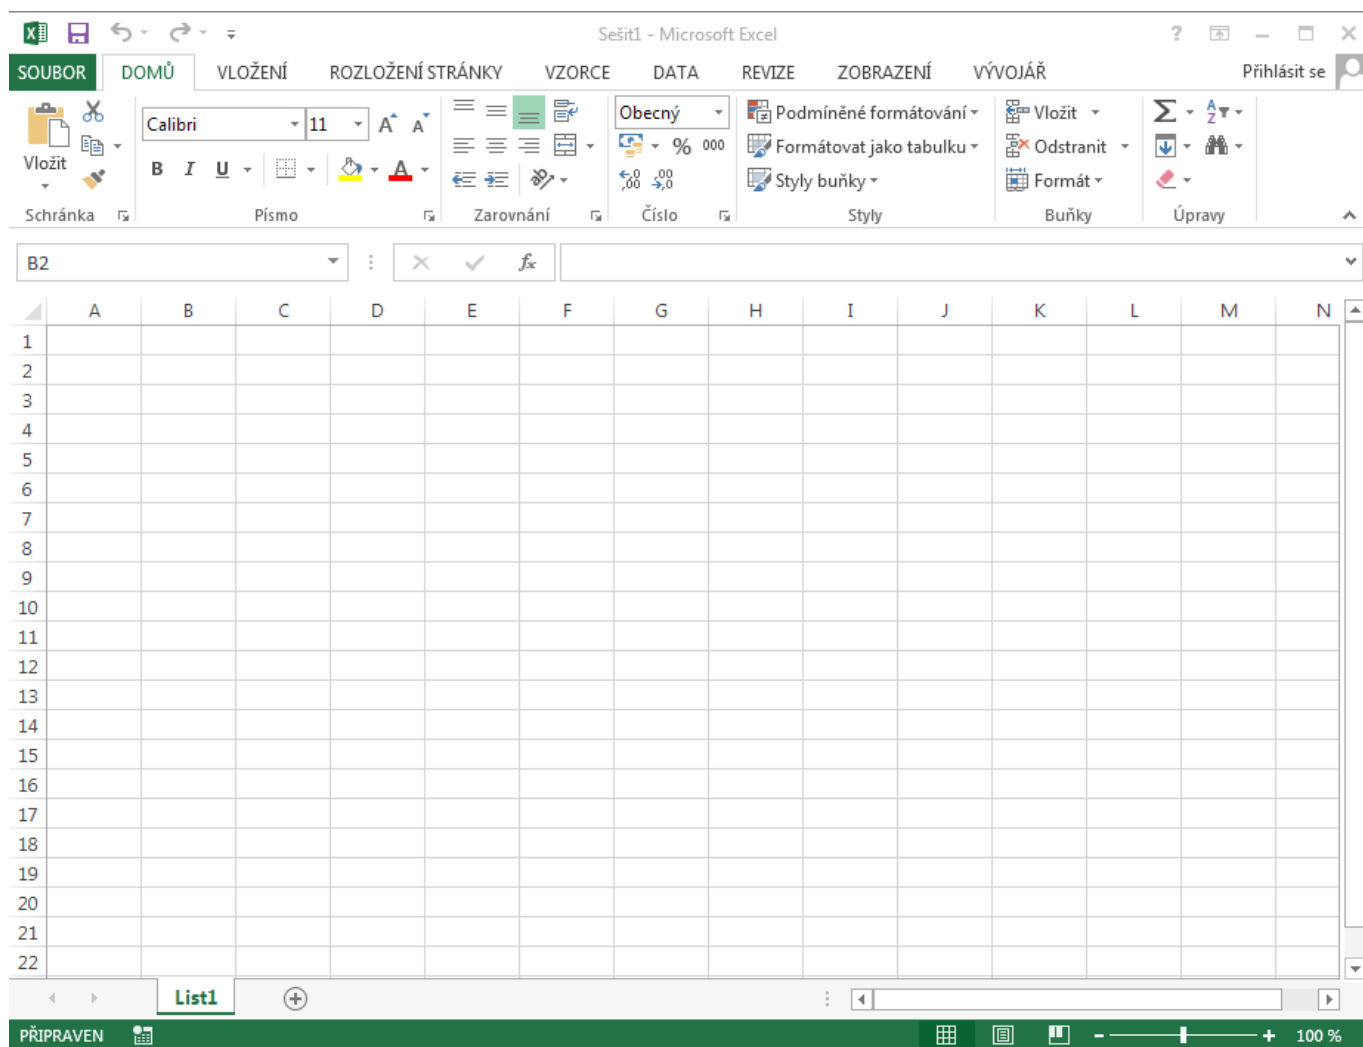 Sešit1 - Microsoft Excel ?
SOUBOR DOMŮ VLOŽENÍ ROZLOŽENÍ STRÁNKY VZORCE DATA REVIZE ZOBRAZENÍ VÝVOJÁŘ Přihlásit se
Calibri 11 A A Obecný Podmíněné formátování Vložit Σ A Z
Vložit B I U A % 000 Formátovat jako tabulku Odstranit
,00 ,0 Styly buňky Formát
Schránka Písmo Zarovnání Číslo Styly Buňky Úpravy
B2 fx
A B C D E F G H I J K L M N
1
2
3
4
5
6
7
8
9
10
11
12
13
14
15
16
17
18
19
20
21
22
List1
PŘIPRAVEN - + 100 %